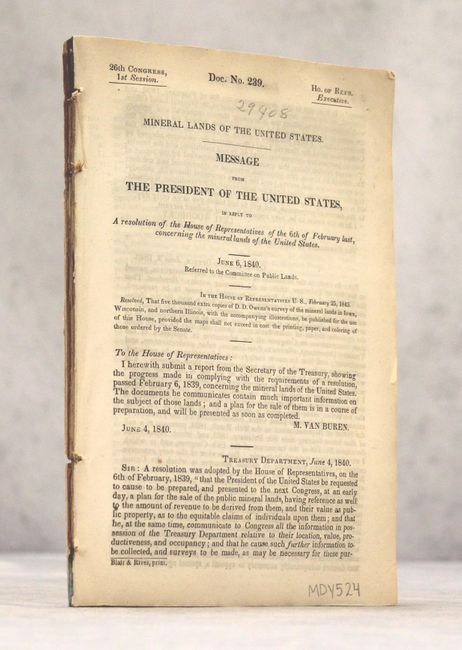 26th Congress,
1st Session.
Doc. No. 239.
Ho. of Reps.
Executive.
29408
MINERAL LANDS OF THE UNITED STATES.
MESSAGE
FROM
THE PRESIDENT OF THE UNITED STATES,
IN REPLY TO
A resolution of the House of Representatives of the 6th of February last,
concerning the mineral lands of the United States.
June 6, 1840.
Referred to the Committee on Public Lands.
In the House of Representatives U. S., February 25, 1843.
Resolved, That five thousand extra copies of D. D. Owen's survey of the mineral lands in Iowa,
Wisconsin, and northern Illinois, with the accompanying illustrations, be published for the use
of this House, provided the maps shall not exceed in cost the printing, paper, and coloring of
those ordered by the Senate.
To the House of Representatives:
I herewith submit a report from the Secretary of the Treasury, showing
the progress made in complying with the requirements of a resolution,
passed February 6, 1839, concerning the mineral lands of the United States.
The documents he communicates contain much important information on
the subject of those lands; and a plan for the sale of them is in a course of
preparation, and will be presented as soon as completed.
M. VAN BUREN.
June 4, 1840.
Treasury Department, June 4, 1840.
Sir: A resolution was adopted by the House of Representatives, on the
6th of February, 1839, "that the President of the United States be requested
to cause to be prepared, and presented to the next Congress, at an early
day, a plan for the sale of the public mineral lands, having reference as well
to the amount of revenue to be derived from them, and their value as pub-
lic property, as to the equitable claims of individuals upon them; and that
he, at the same time, communicate to Congress all the information in pos-
session of the Treasury Department relative to their location, value, pro-
ductiveness, and occupancy; and that he cause such further information to
be collected, and surveys to be made, as may be necessary for these pur-
Blair & Rives, print.
MDY524